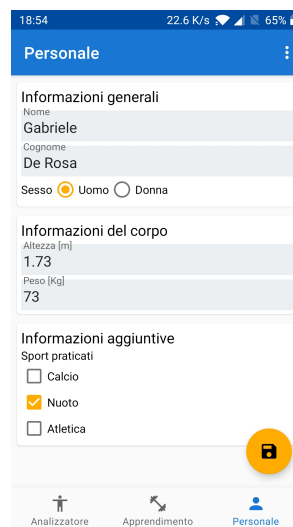 18:54 22.6 K/s 65%
Personale
Informazioni generali
Nome
Gabriele
Cognome
De Rosa
Sesso Uomo Donna
Informazioni del corpo
Altezza [m]
1.73
Peso [Kg]
73
Informazioni aggiuntive
Sport praticati
Calcio
Nuoto
Atletica
Analizzatore Apprendimento Personale